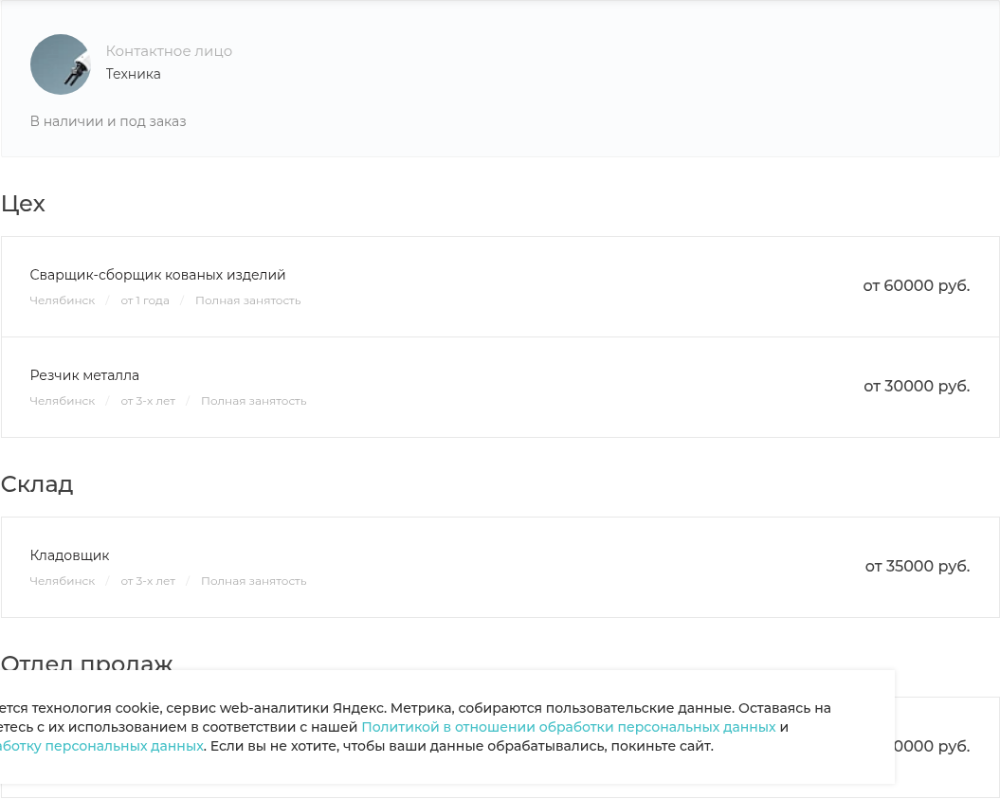 Контактное лицо
Техника
В наличии и под заказ
Цех
Сварщик-сборщик кованых изделий
Челябинск / от 1 года / Полная занятость
от 60000 руб.
Резчик металла
Челябинск / от 3-х лет / Полная занятость
от 30000 руб.
Склад
Кладовщик
Челябинск / от 3-х лет / Полная занятость
от 35000 руб.
Отдел продаж
технология cookie, сервис web-аналитики Яндекс. Метрика, собираются пользовательские данные. Оставаясь на
с их использованием в соответствии с нашей Политикой в отношении обработки персональных данных и
персональных данных. Если вы не хотите, чтобы ваши данные обрабатывались, покиньте сайт.
руб.